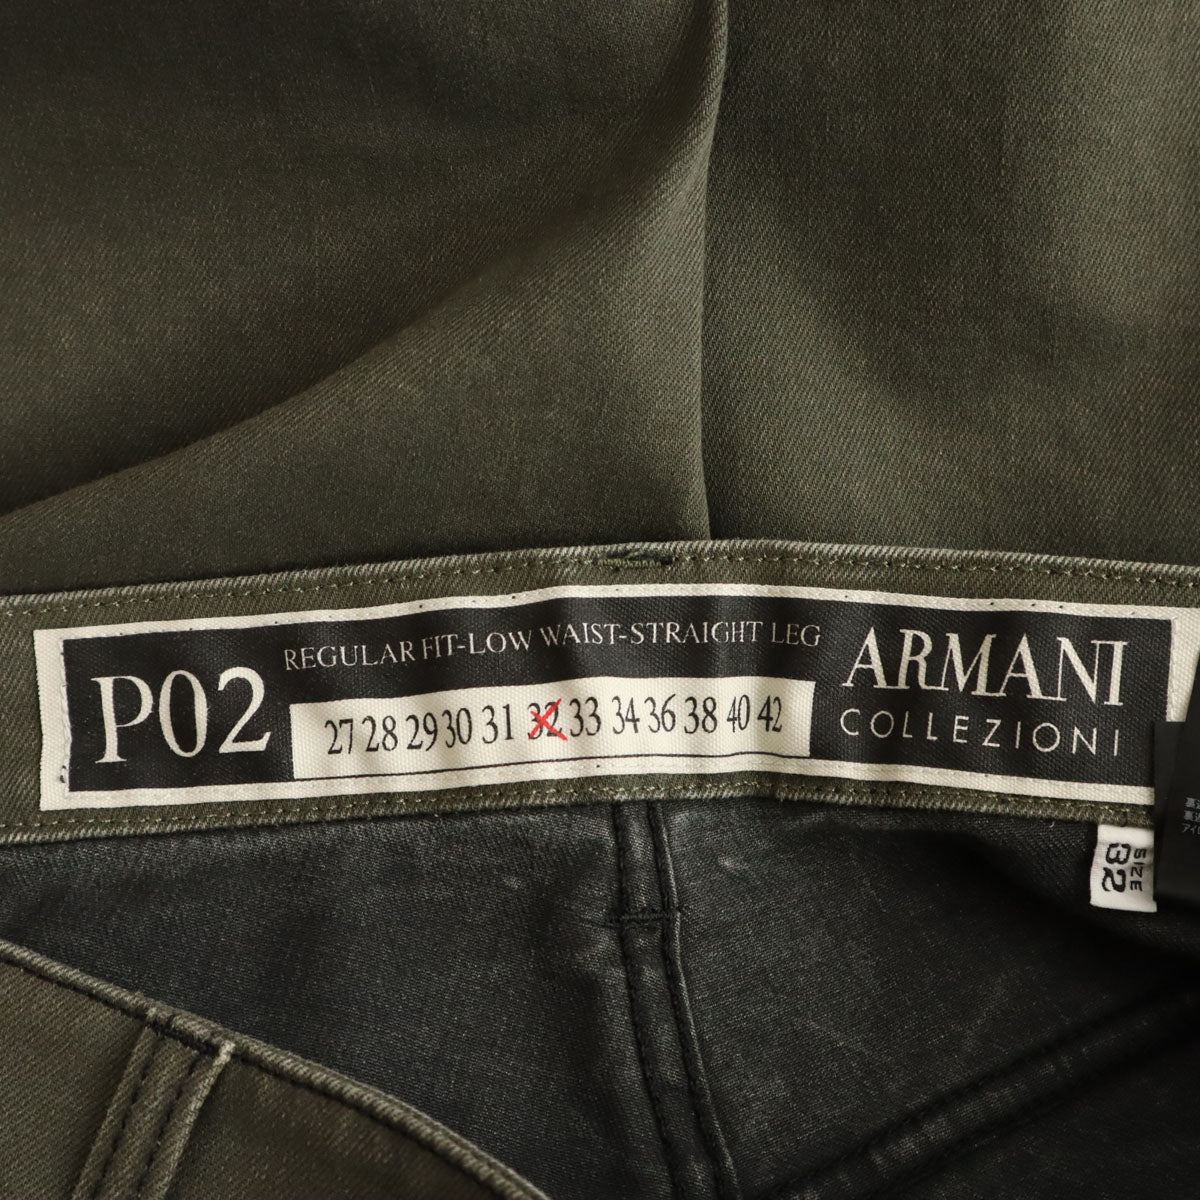 P02
REGULAR FIT-LOW WAIST-STRAIGHT LEG
27 28 29 30 31 32 33 34 36 38 40 42
ARMANI
COLLEZIONI
SIZE
32